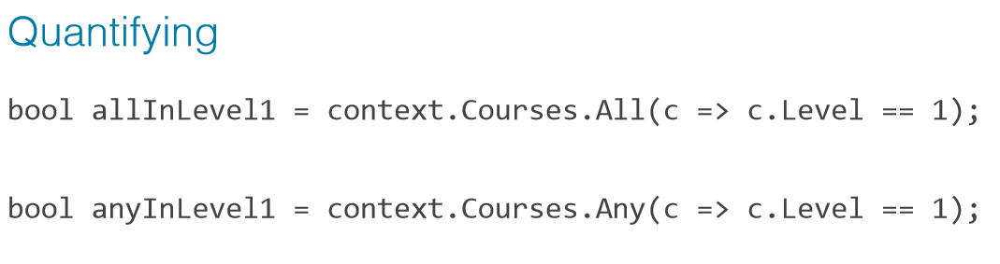 Quantifying
bool allInLevel1 = context.Courses.All(c => c.Level == 1);
bool anyInLevel1 = context.Courses.Any(c => c.Level == 1);